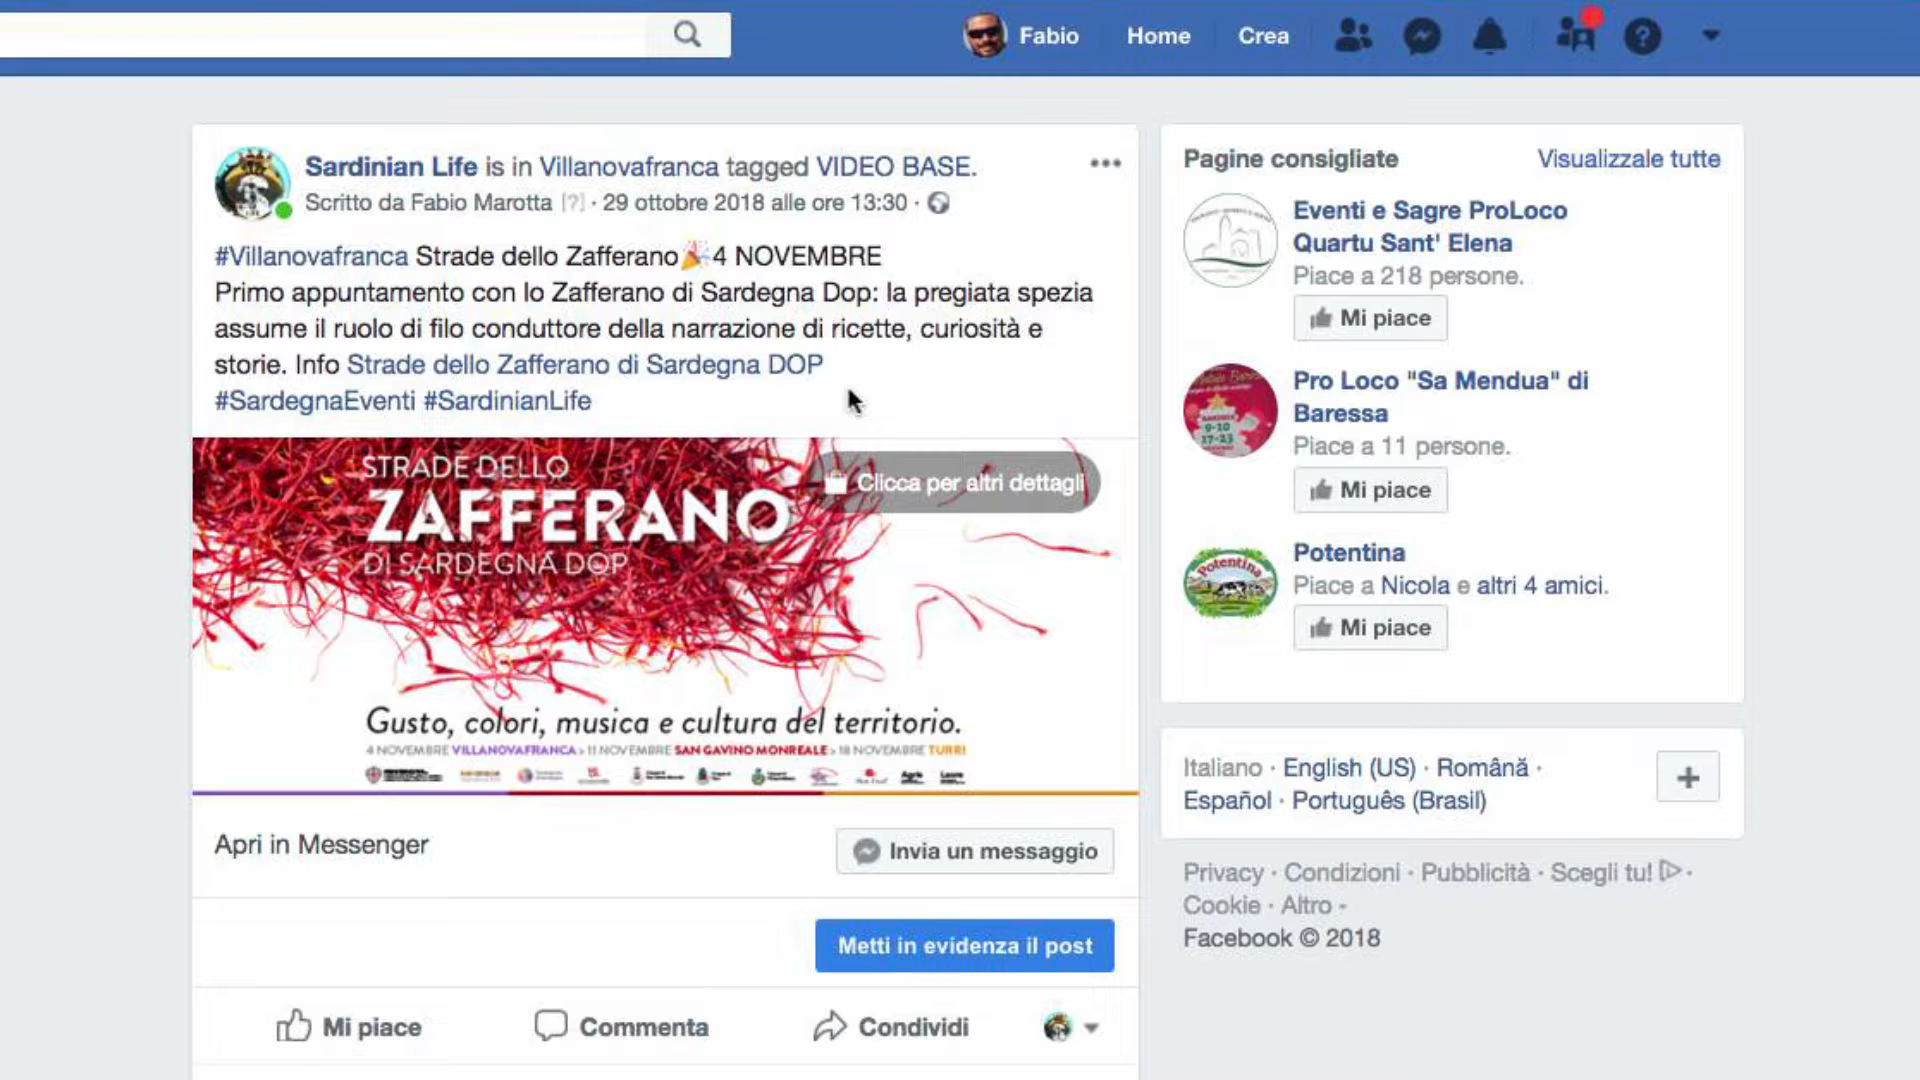 Fabio Home Crea
Sardinian Life is in Villanovafranca tagged VIDEO BASE.
Scritto da Fabio Marotta [?] · 29 ottobre 2018 alle ore 13:30 ·
#Villanovafranca Strade dello Zafferano🎉4 NOVEMBRE
Primo appuntamento con lo Zafferano di Sardegna Dop: la pregiata spezia
assume il ruolo di filo conduttore della narrazione di ricette, curiosità e
storie. Info Strade dello Zafferano di Sardegna DOP
#SardegnaEventi #SardinianLife
STRADE DELLO
ZAFFERANO
DI SARDEGNA DOP
Clicca per altri dettagli
Gusto, colori, musica e cultura del territorio.
4 NOVEMBRE VILLANOVAFRANCA > 11 NOVEMBRE SAN GAVINO MONREALE > 18 NOVEMBRE TURRI
Apri in Messenger
Invia un messaggio
Metti in evidenza il post
Mi piace Commenta Condividi
Pagine consigliate Visualizzale tutte
Eventi e Sagre ProLoco
Quartu Sant' Elena
Piace a 218 persone.
Mi piace
9-10
17-23
Pro Loco "Sa Mendua" di
Baressa
Piace a 11 persone.
Mi piace
Potentina
Potentina
Piace a Nicola e altri 4 amici.
Mi piace
Italiano · English (US) · Română ·
Español · Português (Brasil)
Privacy · Condizioni · Pubblicità · Scegli tu! ·
Cookie · Altro
Facebook © 2018